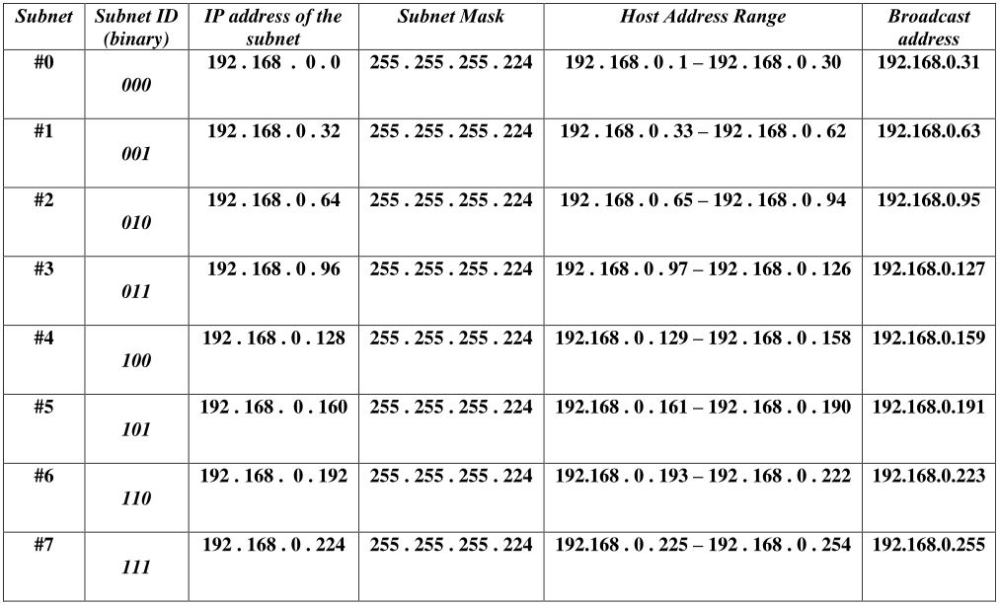 Subnet Subnet ID (binary) IP address of the subnet Subnet Mask Host Address Range Broadcast address
#0 000 192 . 168 . 0 . 0 255 . 255 . 255 . 224 192 . 168 . 0 . 1 – 192 . 168 . 0 . 30 192.168.0.31
#1 001 192 . 168 . 0 . 32 255 . 255 . 255 . 224 192 . 168 . 0 . 33 – 192 . 168 . 0 . 62 192.168.0.63
#2 010 192 . 168 . 0 . 64 255 . 255 . 255 . 224 192 . 168 . 0 . 65 – 192 . 168 . 0 . 94 192.168.0.95
#3 011 192 . 168 . 0 . 96 255 . 255 . 255 . 224 192 . 168 . 0 . 97 – 192 . 168 . 0 . 126 192.168.0.127
#4 100 192 . 168 . 0 . 128 255 . 255 . 255 . 224 192.168 . 0 . 129 – 192 . 168 . 0 . 158 192.168.0.159
#5 101 192 . 168 . 0 . 160 255 . 255 . 255 . 224 192.168 . 0 . 161 – 192 . 168 . 0 . 190 192.168.0.191
#6 110 192 . 168 . 0 . 192 255 . 255 . 255 . 224 192.168 . 0 . 193 – 192 . 168 . 0 . 222 192.168.0.223
#7 111 192 . 168 . 0 . 224 255 . 255 . 255 . 224 192.168 . 0 . 225 – 192 . 168 . 0 . 254 192.168.0.255